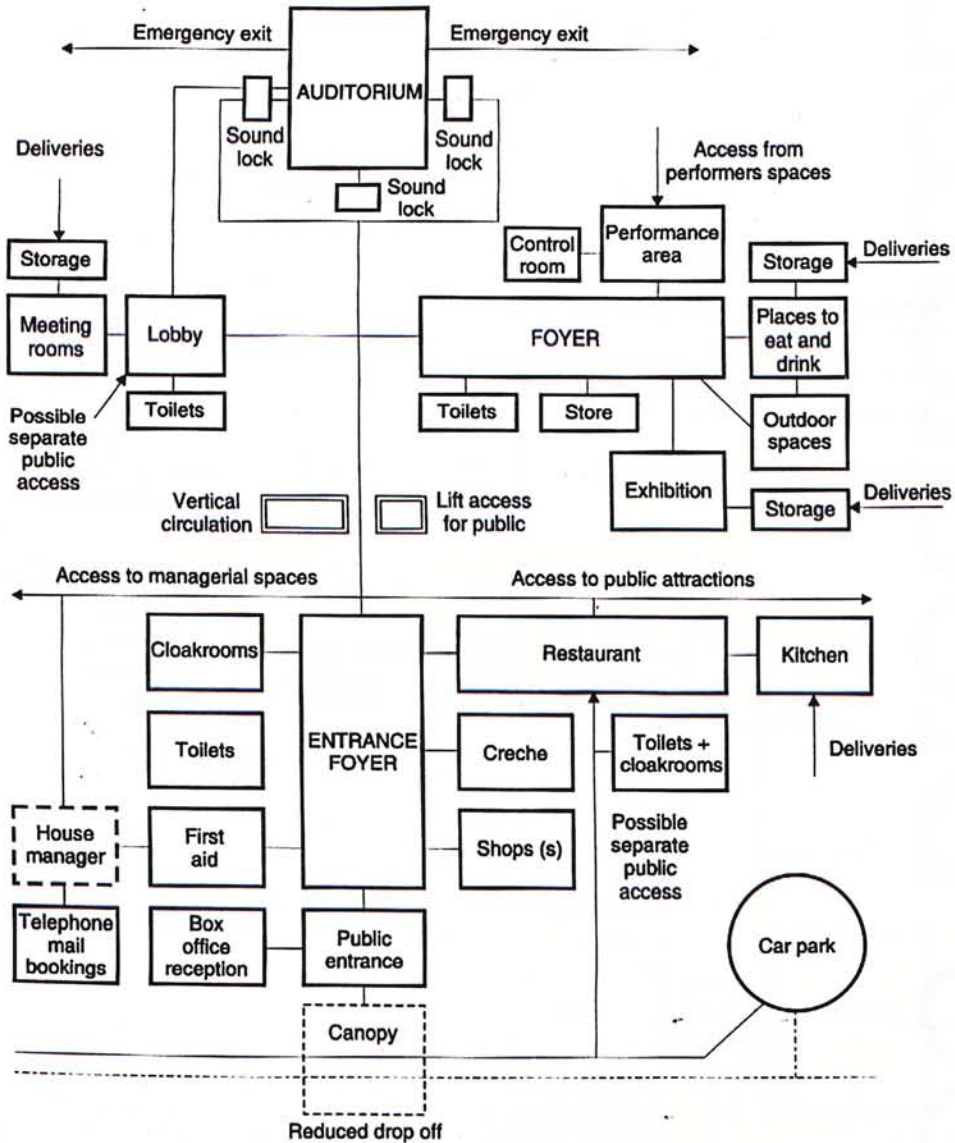 Emergency exit
Emergency exit
AUDITORIUM
Sound
lock
Sound
lock
Sound
lock
Deliveries
Access from
performers spaces
Storage
Control
room
Performance
area
Storage
Deliveries
Meeting
rooms
Lobby
FOYER
Places to
eat and
drink
Toilets
Toilets
Store
Outdoor
spaces
Possible
separate
public
access
Exhibition
Storage
Deliveries
Vertical
circulation
Lift access
for public
Access to managerial spaces
Access to public attractions
Cloakrooms
Restaurant
Kitchen
Toilets
ENTRANCE
FOYER
Creche
Toilets +
cloakrooms
Deliveries
House
manager
First
aid
Shops (s)
Possible
separate
public
access
Telephone
mail
bookings
Box
office
reception
Public
entrance
Car park
Canopy
Reduced drop off